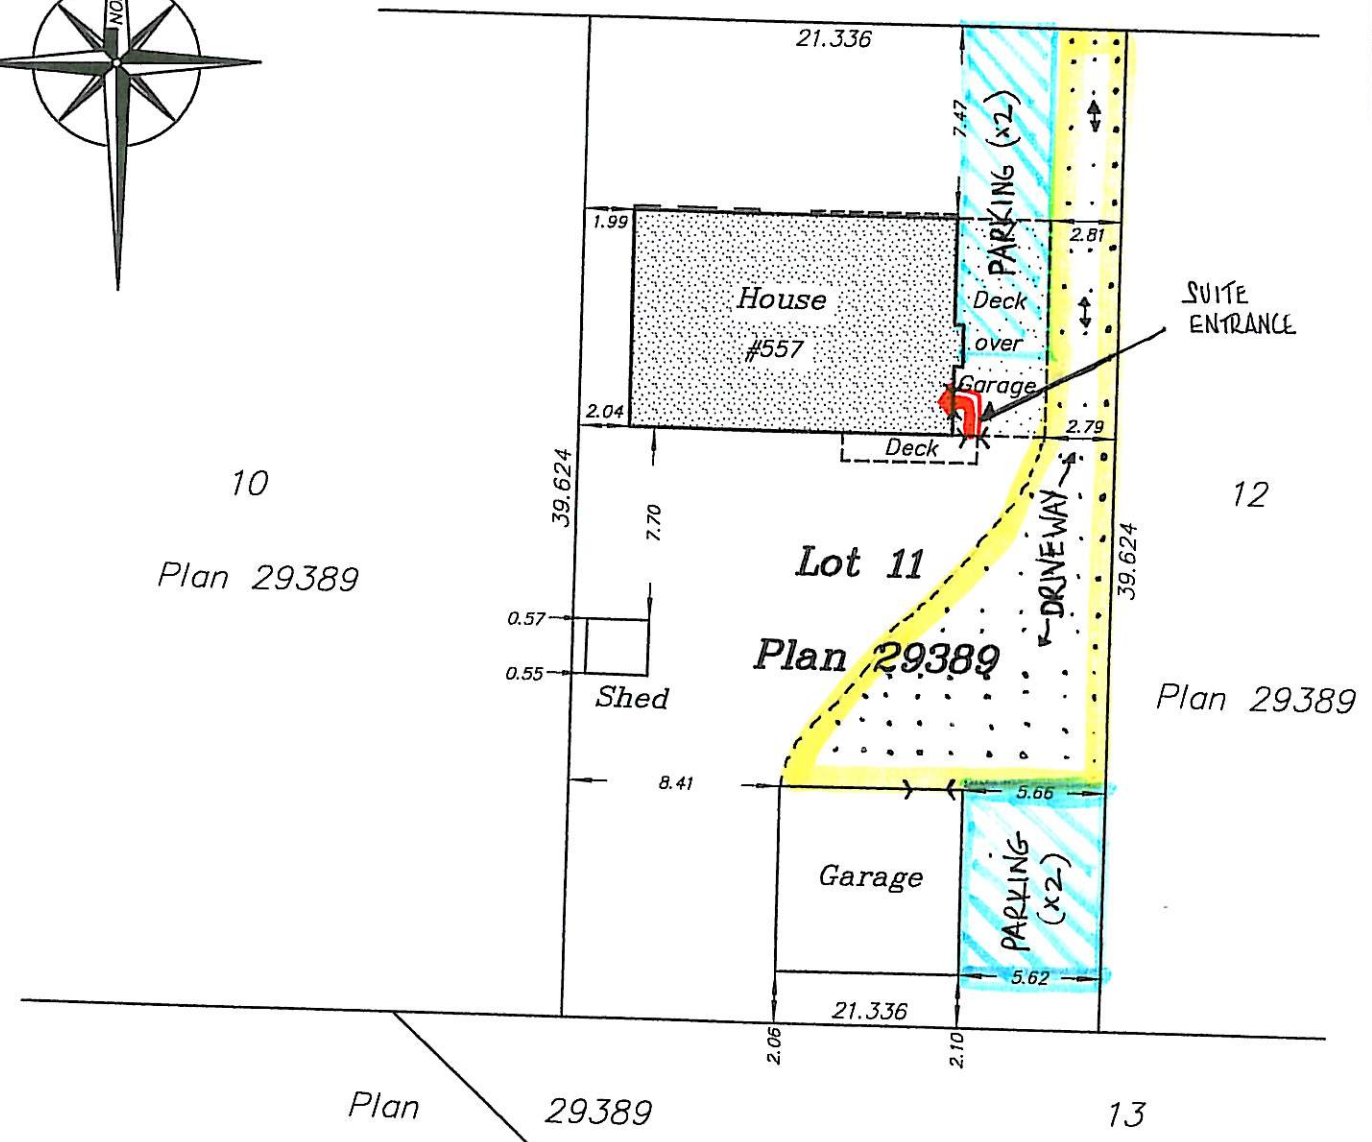 NO
21.336
7.47
PARKING (x2)
1.99
2.81
House
#557
Deck
over
Garage
SUITE
ENTRANCE
2.04
2.79
Deck
10
Plan 29389
39.624
7.70
Lot 11
Plan 29389
←DRIVEWAY→
39.624
12
Plan 29389
0.57
0.55
Shed
8.41
5.66
Garage
PARKING
(x2)
5.62
21.336
2.06
2.10
Plan 29389
13